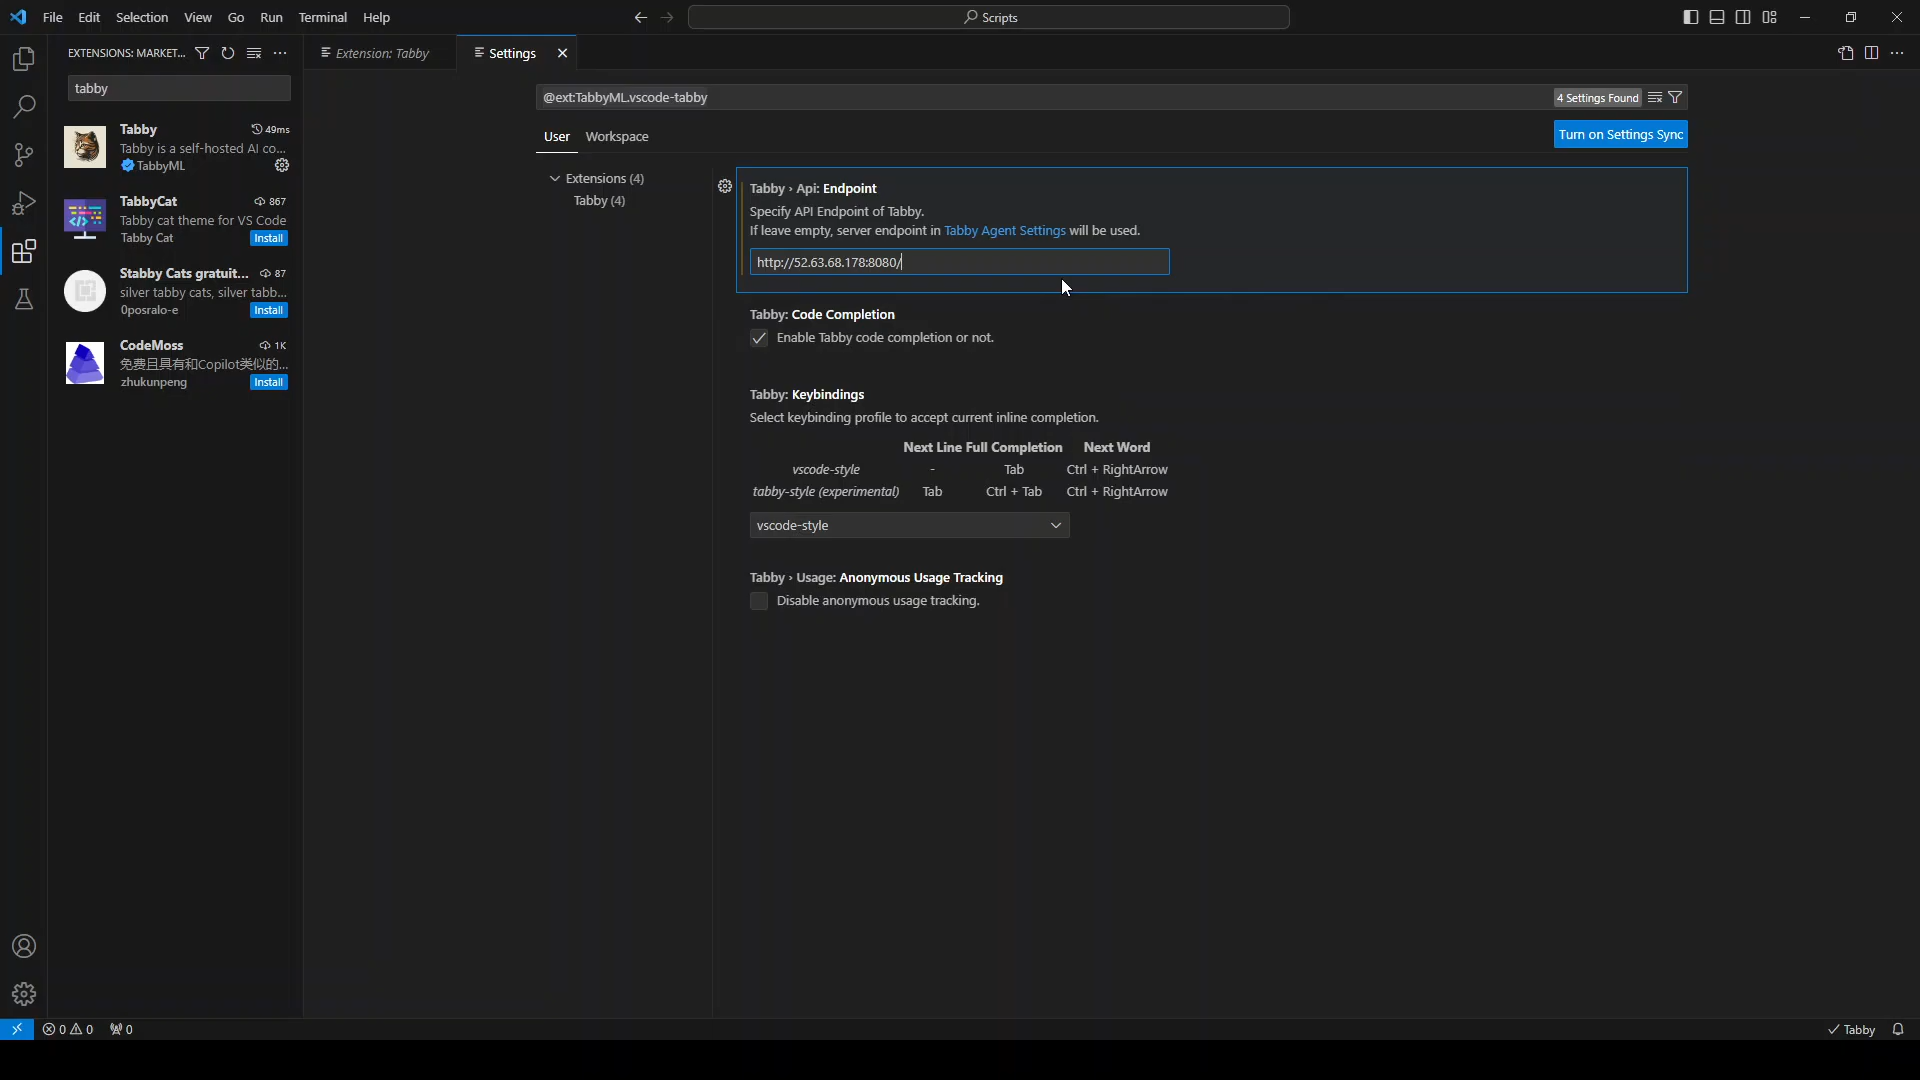 File Edit Selection View Go Run Terminal Help
Scripts
EXTENSIONS: MARKET...
Extension: Tabby
Settings
tabby
@ext:TabbyML.vscode-tabby
4 Settings Found
User Workspace
Turn on Settings Sync
Tabby 49ms
Tabby is a self-hosted AI co...
TabbyML
TabbyCat 867
Tabby cat theme for VS Code
Tabby Cat Install
Stabby Cats gratuit... 87
silver tabby cats, silver tabb...
0posralo-e Install
CodeMoss 1K
免费且具有和Copilot类似的...
zhukunpeng Install
Extensions (4)
Tabby (4)
Tabby › Api: Endpoint
Specify API Endpoint of Tabby.
If leave empty, server endpoint in Tabby Agent Settings will be used.
http://52.63.68.178:8080/
Tabby: Code Completion
Enable Tabby code completion or not.
Tabby: Keybindings
Select keybinding profile to accept current inline completion.
Next Line Full Completion Next Word
vscode-style - Tab Ctrl + RightArrow
tabby-style (experimental) Tab Ctrl + Tab Ctrl + RightArrow
vscode-style
Tabby › Usage: Anonymous Usage Tracking
Disable anonymous usage tracking.
0 0 0
Tabby